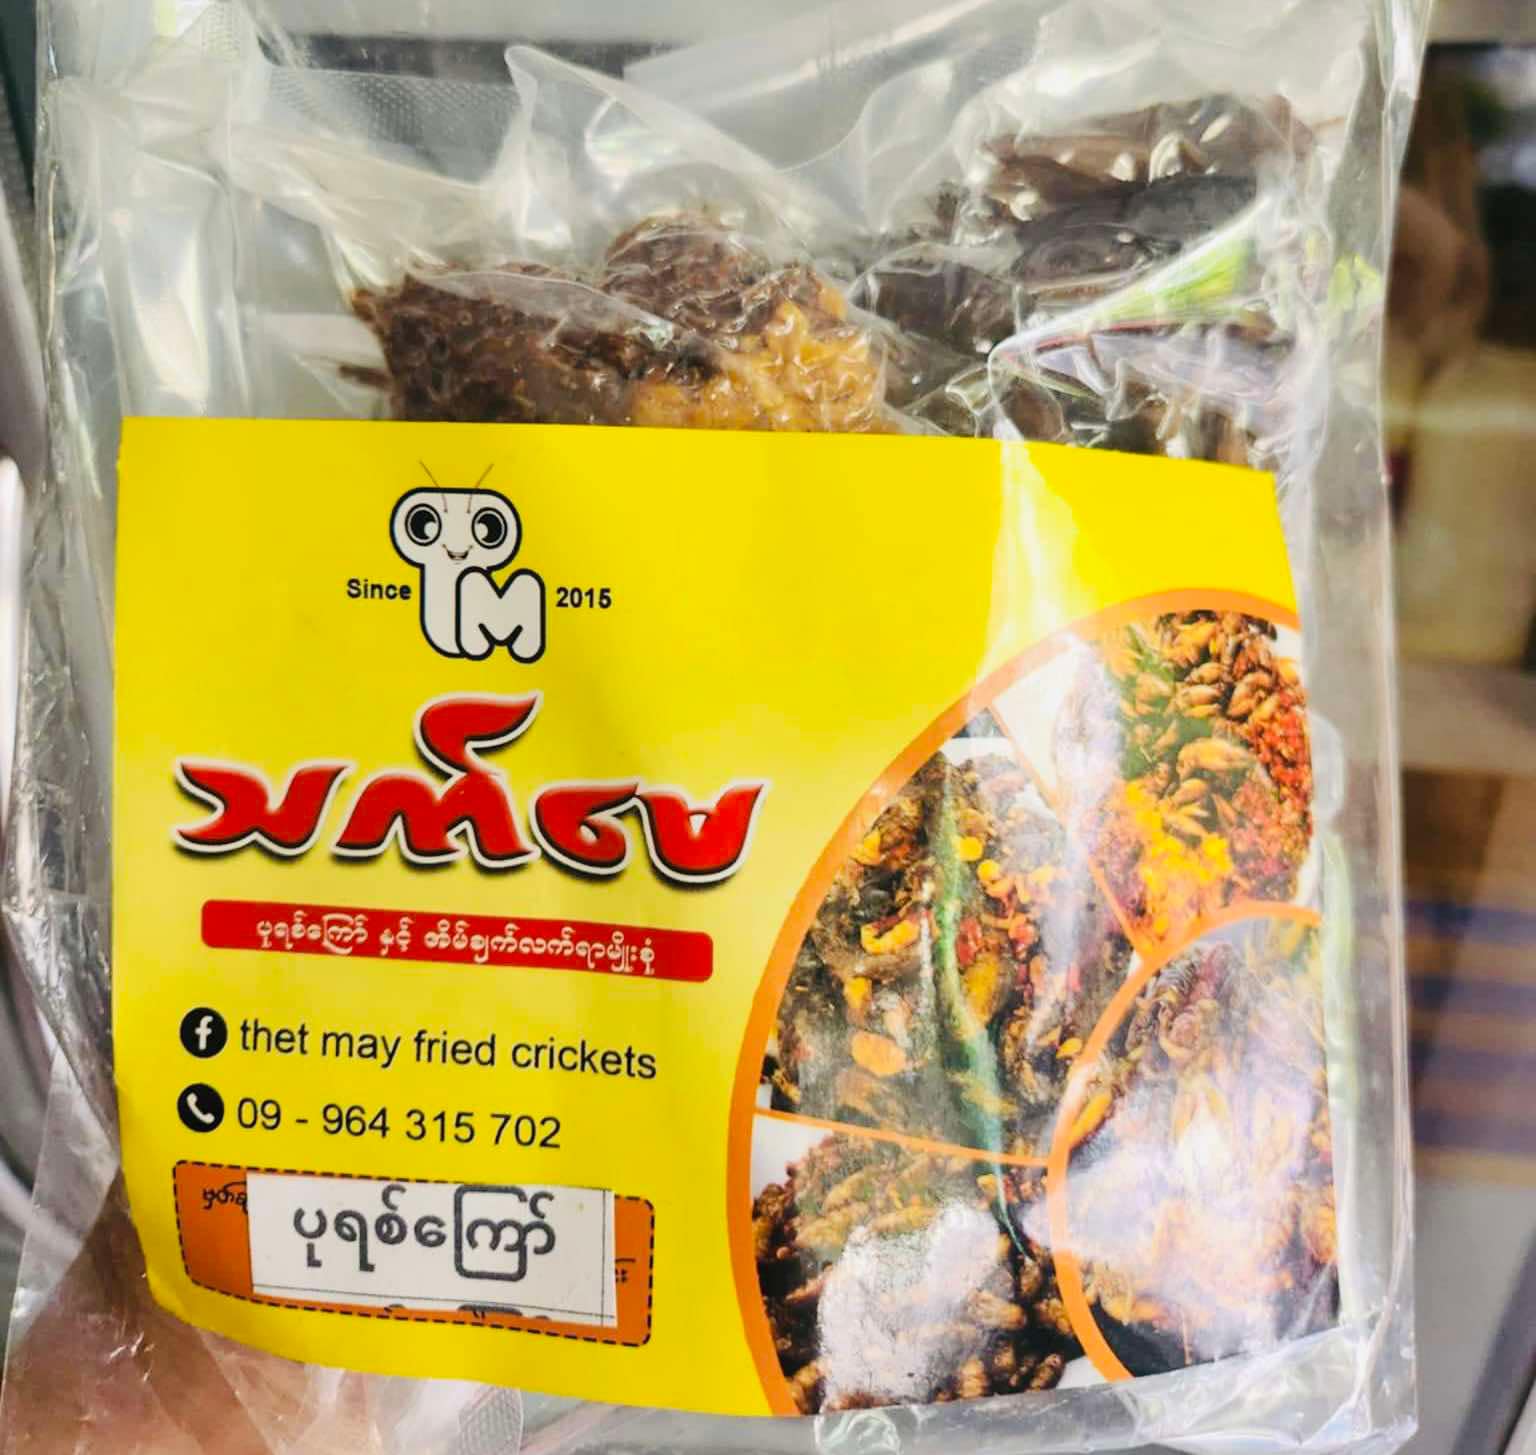 Since TM 2015
သက်မေ
ပုရစ်ကြော် နှင့် အိမ်ချက်လက်ရာမျိုးစုံ
thet may fried crickets
09 - 964 315 702
ပုရစ်ကြော်